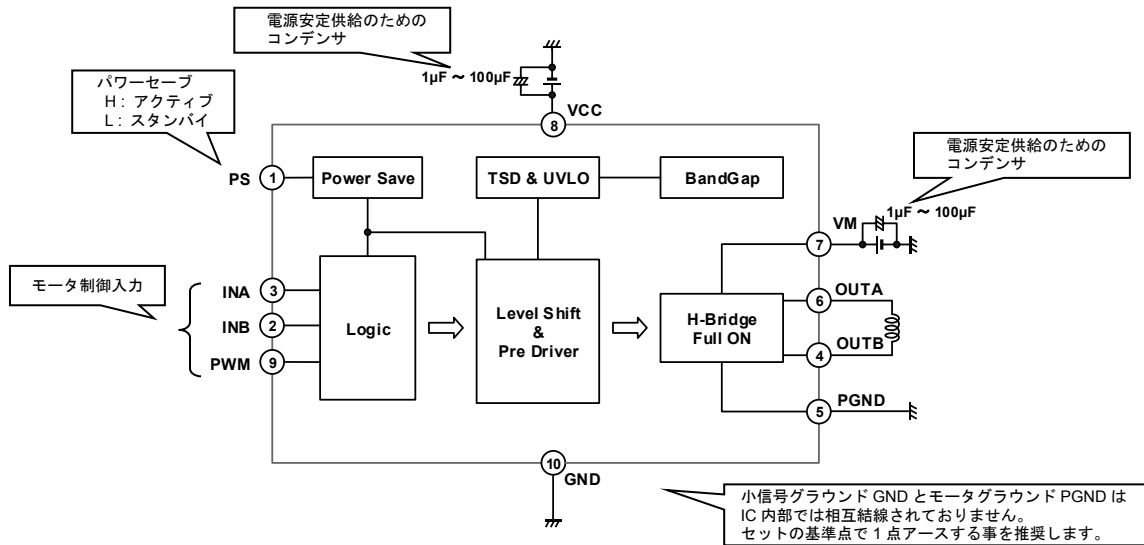 電源安定供給のための
コンデンサ
1μF ～ 100μF
パワーセーブ
H : アクティブ
L : スタンバイ
8
VCC
電源安定供給のための
コンデンサ
PS
1
Power Save
TSD & UVLO
BandGap
1μF ～ 100μF
VM
7
モータ制御入力
INA
3
INB
2
PWM
9
Logic
Level Shift
&
Pre Driver
H-Bridge
Full ON
6
OUTA
OUTB
4
PGND
5
10
GND
小信号グラウンド GND とモータグラウンド PGND は
IC 内部では相互結線されておりません。
セットの基準点で 1 点アースする事を推奨します。